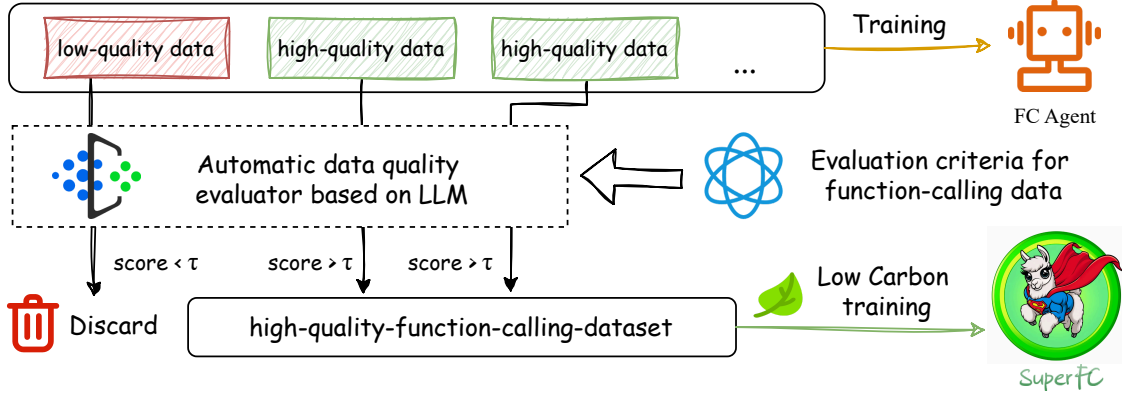 low-quality data
high-quality data
high-quality data
...
Training
FC Agent
Automatic data quality
evaluator based on LLM
Evaluation criteria for
function-calling data
score < τ
score > τ
score > τ
Discard
high-quality-function-calling-dataset
Low Carbon
training
S
SuperFC